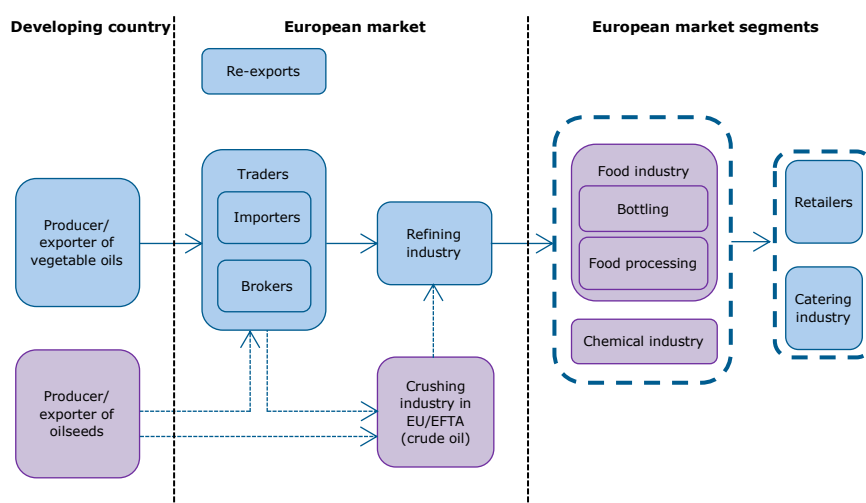 Developing country
European market
European market segments
Re-exports
Traders
Importers
Brokers
Producer/
exporter of
vegetable oils
Refining
industry
Food industry
Bottling
Food processing
Chemical industry
Retailers
Catering
industry
Producer/
exporter of
oilseeds
Crushing
industry in
EU/EFTA
(crude oil)